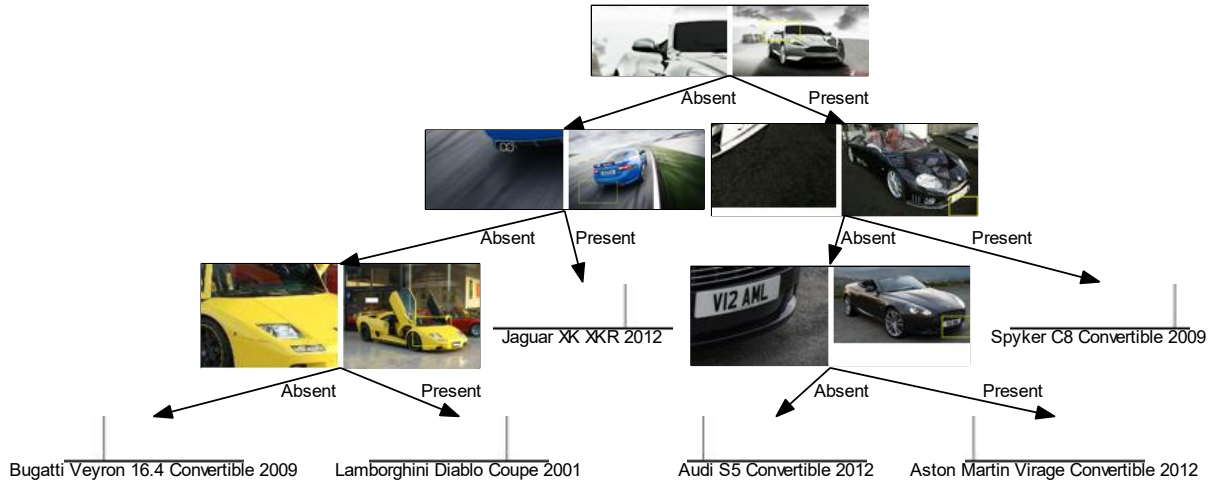 Absent
Present
Absent
Present
Absent
Present
Jaguar XK XKR 2012
V12 AML
Spyker C8 Convertible 2009
Absent
Present
Absent
Present
Bugatti Veyron 16.4 Convertible 2009
Lamborghini Diablo Coupe 2001
Audi S5 Convertible 2012
Aston Martin Virage Convertible 2012